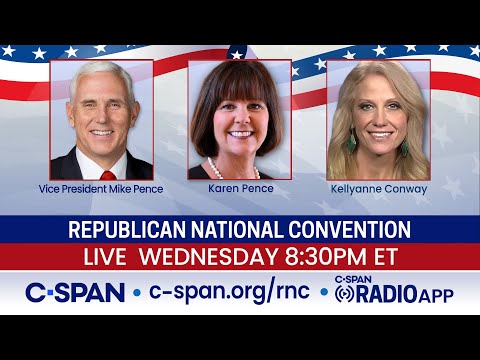 Vice President Mike Pence
Karen Pence
Kellyanne Conway
REPUBLICAN NATIONAL CONVENTION
LIVE WEDNESDAY 8:30PM ET
C-SPAN • c-span.org/rnc • C-SPAN RADIO APP